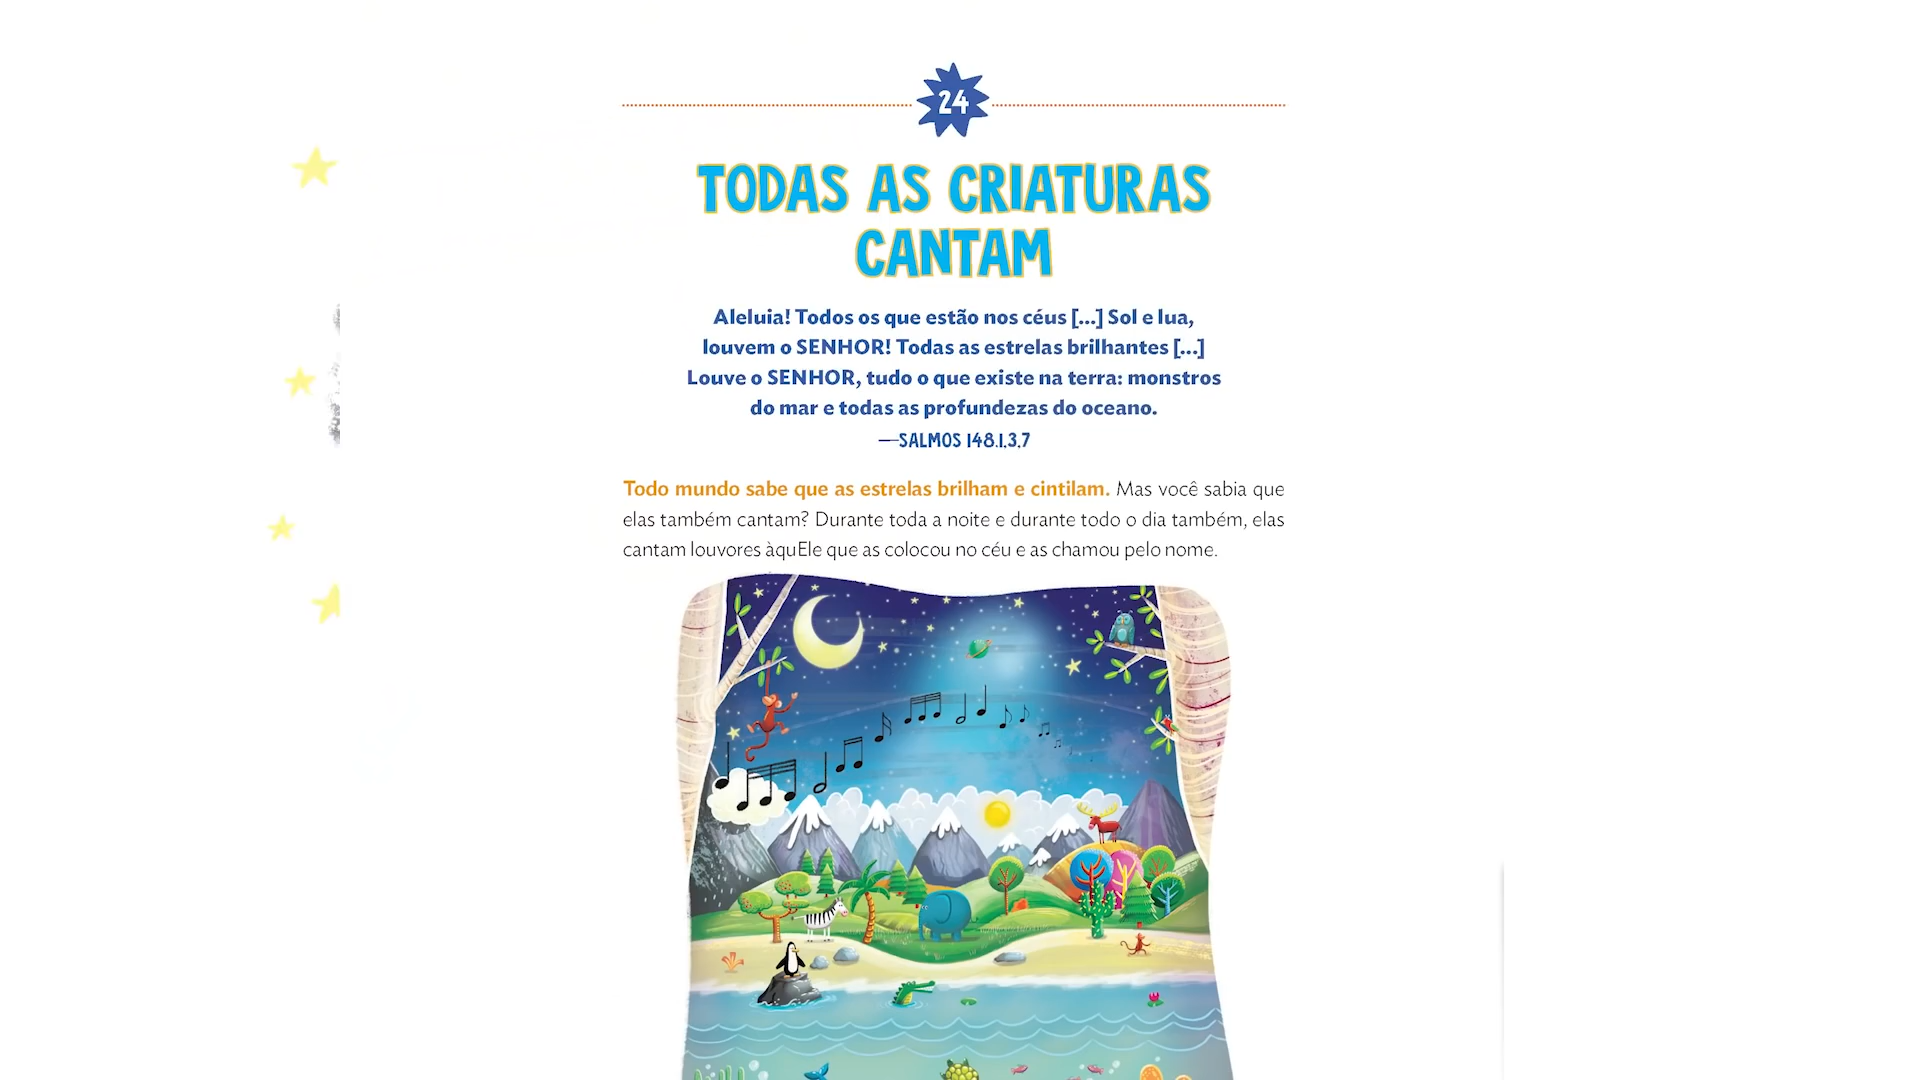 24
TODAS AS CRIATURAS
CANTAM
Aleluia! Todos os que estão nos céus [...] Sol e lua,
louvem o SENHOR! Todas as estrelas brilhantes [...]
Louve o SENHOR, tudo o que existe na terra: monstros
do mar e todas as profundezas do oceano.
—SALMOS 148.1,3,7
Todo mundo sabe que as estrelas brilham e cintilam. Mas você sabia que
elas também cantam? Durante toda a noite e durante todo o dia também, elas
cantam louvores àquEle que as colocou no céu e as chamou pelo nome.